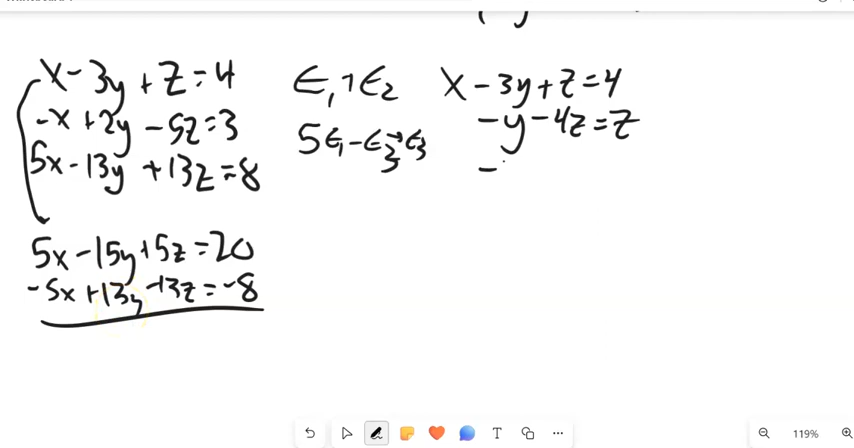 x - 3y + z = 4
-x + 2y - 5z = 3
5x - 13y + 13z = 8
5x - 15y + 5z = 20
-5x + 13y - 13z = -8
E₁ + E₂
5E₁ - E₃ → E₃
x - 3y + z = 4
-y - 4z = z
-
119%